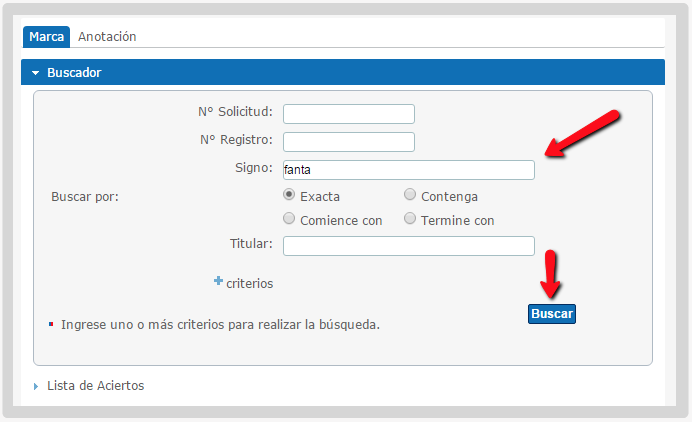 Marca Anotación
Buscador
N° Solicitud:
N° Registro:
Signo: fanta
Buscar por: Exacta Contenga
Comience con Termine con
Titular:
criterios
Buscar
Ingrese uno o más criterios para realizar la búsqueda.
Lista de Aciertos